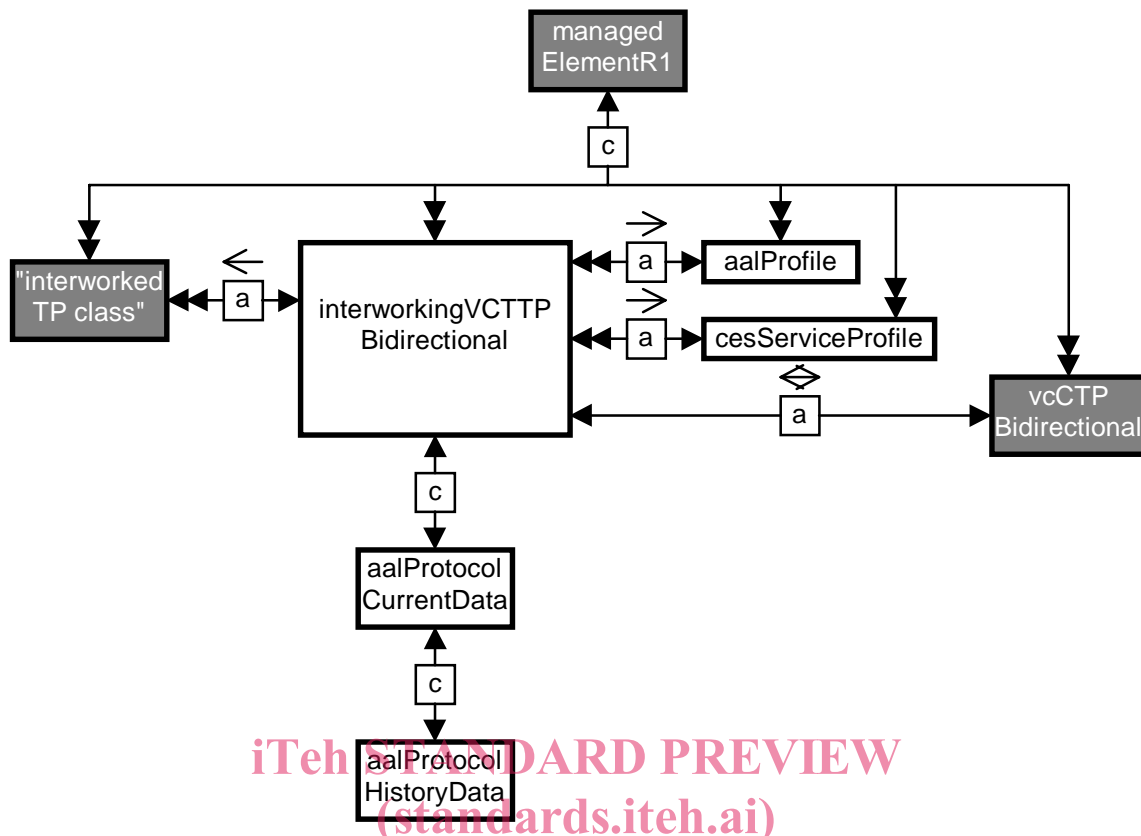 managed
ElementR1
c
"interworked
TP class"
a
interworkingVCTTP
Bidirectional
a
aalProfile
a
cesServiceProfile
a
vcCTP
Bidirectional
c
aalProtocol
CurrentData
c
aalProtocol
HistoryData
iTeh STANDARD PREVIEW
(standards.iteh.ai)